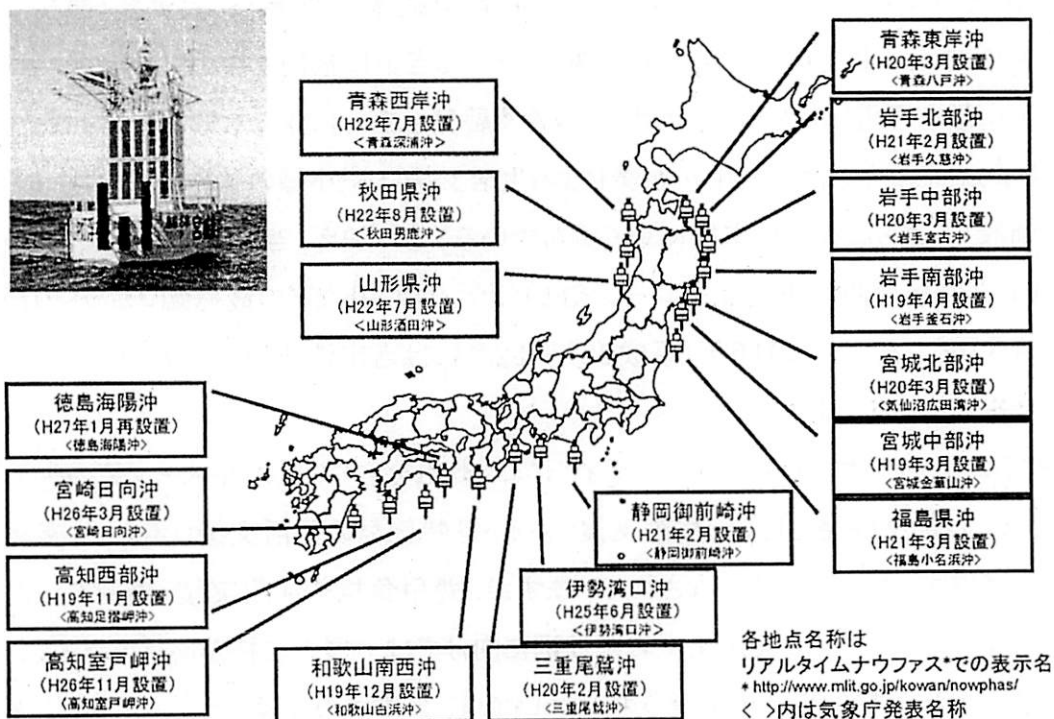 青森東岸沖
(H20年3月設置)
<青森八戸沖>
青森西岸沖
(H22年7月設置)
<青森深浦沖>
岩手北部沖
(H21年2月設置)
<岩手久慈沖>
秋田県沖
(H22年8月設置)
<秋田男鹿沖>
岩手中部沖
(H20年3月設置)
<岩手宮古沖>
山形県沖
(H22年7月設置)
<山形酒田沖>
岩手南部沖
(H19年4月設置)
<岩手釜石沖>
宮城北部沖
(H20年3月設置)
<気仙沼広田湾沖>
徳島海陽沖
(H27年1月再設置)
<徳島海陽沖>
宮城中部沖
(H19年3月設置)
<宮城金華山沖>
宮崎日向沖
(H26年3月設置)
<宮崎日向沖>
静岡御前崎沖
(H21年2月設置)
<静岡御前崎沖>
福島県沖
(H21年3月設置)
<福島小名浜沖>
高知西部沖
(H19年11月設置)
<高知足摺岬沖>
伊勢湾口沖
(H25年6月設置)
<伊勢湾口沖>
高知室戸岬沖
(H26年11月設置)
<高知室戸岬沖>
和歌山南西沖
(H19年12月設置)
<和歌山白浜沖>
三重尾鷲沖
(H20年2月設置)
<三重尾鷲沖>
各地点名称は
リアルタイムナウファス*での表示名
* http://www.mlit.go.jp/kowan/nowphas/
< >内は気象庁発表名称